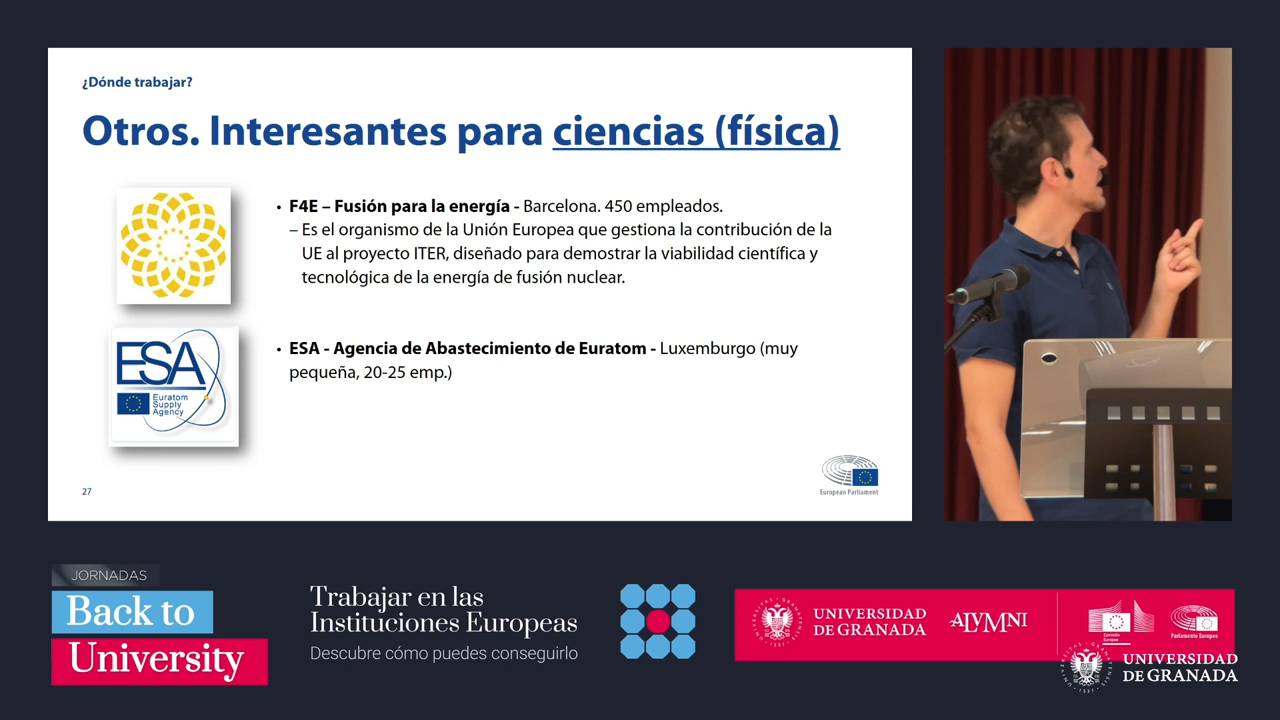 ¿Dónde trabajar?
Otros. Interesantes para ciencias (física)
• F4E – Fusión para la energía - Barcelona. 450 empleados.
– Es el organismo de la Unión Europea que gestiona la contribución de la
UE al proyecto ITER, diseñado para demostrar la viabilidad científica y
tecnológica de la energía de fusión nuclear.
ESA
Euratom
Supply
Agency
• ESA - Agencia de Abastecimiento de Euratom - Luxemburgo (muy
pequeña, 20-25 emp.)
27
European Parliament
JORNADAS
Back to
University
Trabajar en las
Instituciones Europeas
Descubre cómo puedes conseguirlo
UNIVERSIDAD
DE GRANADA
ALVMNI
Comisión
Europea
Parlamento Europeo
UNIVERSIDAD
DE GRANADA